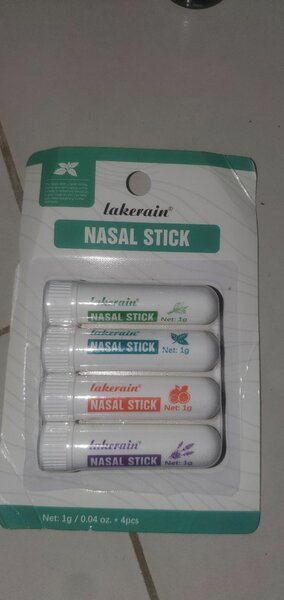 lakerain®
NASAL STICK
lakerain®
NASAL STICK
Net: 1g
lakerain®
NASAL STICK
Net: 1g
lakerain®
NASAL STICK
Net: 1g
lakerain®
NASAL STICK
Net: 1g
Net: 1g / 0.04 oz. * 4pcs